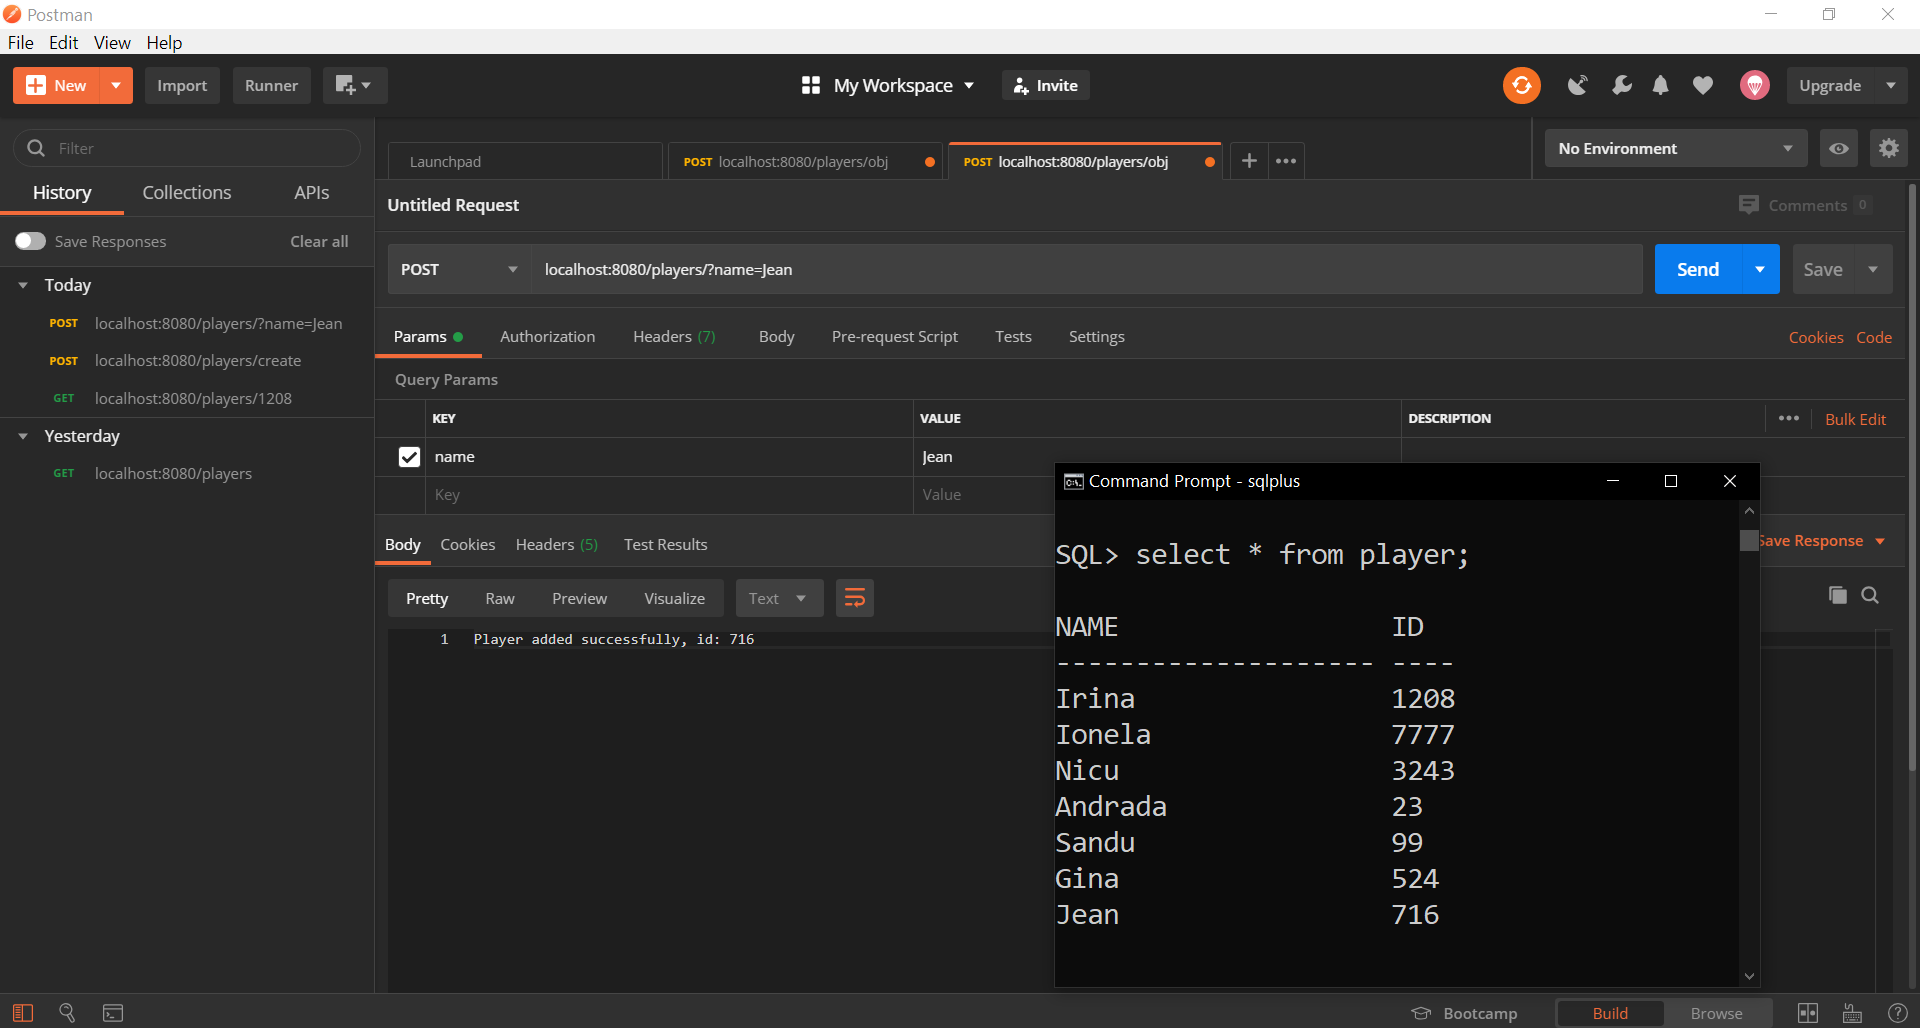 Postman
File Edit View Help
New Import Runner My Workspace Invite Upgrade
Filter
History Collections APIs
Save Responses Clear all
Today
POST localhost:8080/players/?name=Jean
POST localhost:8080/players/create
GET localhost:8080/players/1208
Yesterday
GET localhost:8080/players
Launchpad POST localhost:8080/players/obj POST localhost:8080/players/obj No Environment
Untitled Request Comments 0
POST localhost:8080/players/?name=Jean Send Save
Params Authorization Headers (7) Body Pre-request Script Tests Settings Cookies Code
Query Params
KEY VALUE DESCRIPTION Bulk Edit
name Jean
Key Value
Body Cookies Headers (5) Test Results Save Response
Pretty Raw Preview Visualize Text
1 Player added successfully, id: 716
Command Prompt - sqlplus
SQL> select * from player;
NAME ID
-------------------- ----
Irina 1208
Ionela 7777
Nicu 3243
Andrada 23
Sandu 99
Gina 524
Jean 716
Bootcamp Build Browse